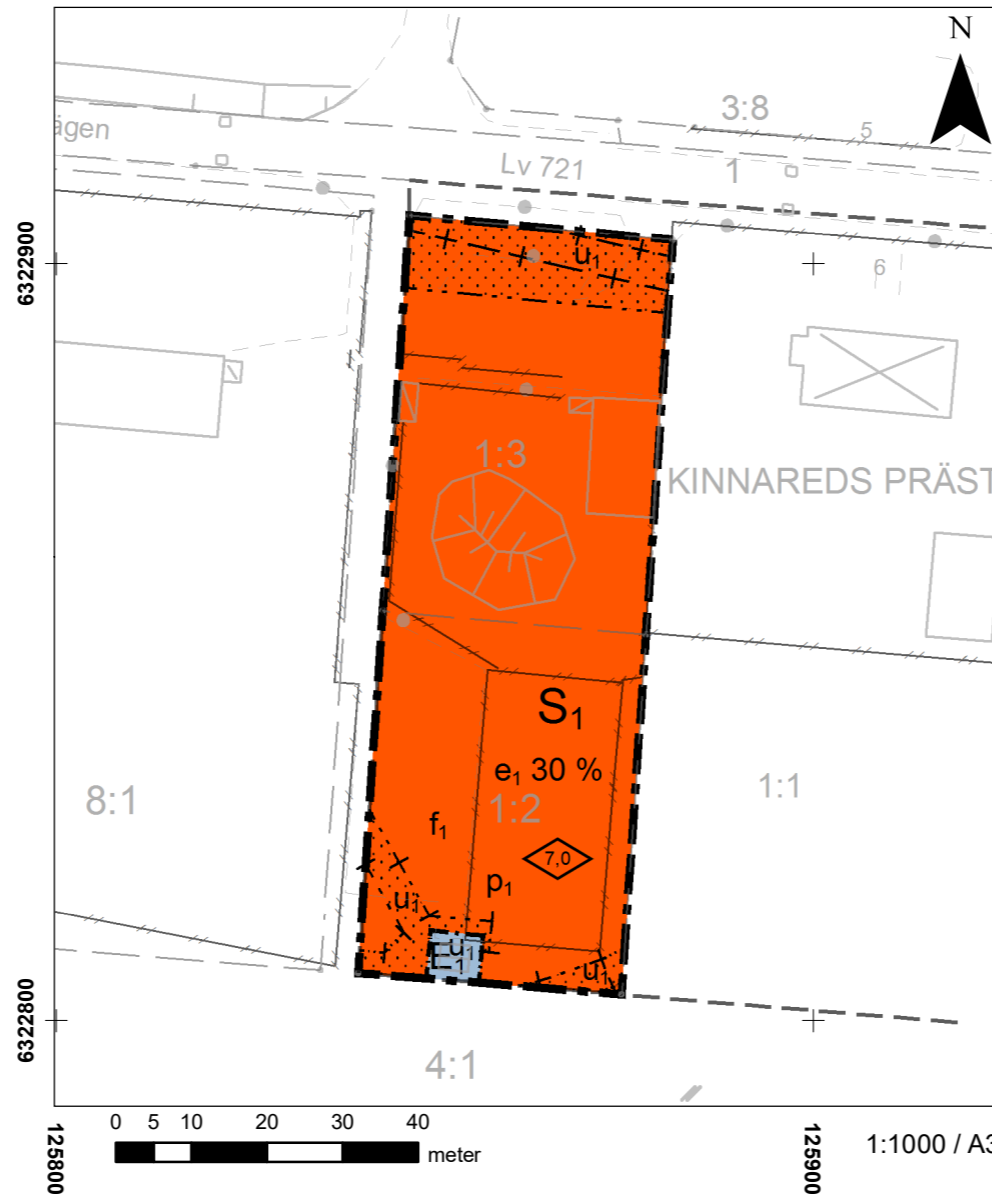 N
3:8
5
ägen
Lv 721
1
6322900
u1
6
1:3
KINNAREDS PRÄST
S1
e1 30 %
1:2
1:1
8:1
f1
7,0
p1
u1
u1
E1
u1
6322800
4:1
0 5 10 20 30 40
meter
1:1000 / A3
125800
125900